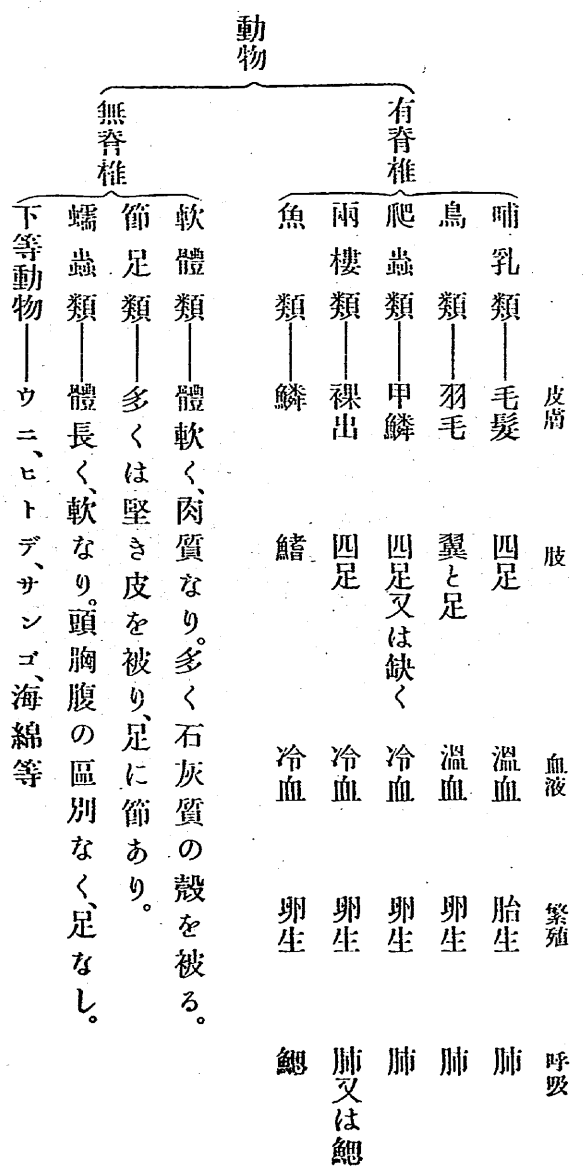 皮膚 肢 血液 繁殖 呼吸
動物
有脊椎
哺乳類――毛髮 四足 溫血 胎生 肺
鳥類――羽毛 翼と足 溫血 卵生 肺
爬蟲類――甲鱗 四足又は缺く 冷血 卵生 肺
兩棲類――裸出 四足 冷血 卵生 肺又は鰓
魚類――鱗 鰭 冷血 卵生 鰓
無脊椎
軟體類――體軟く、肉質なり。多く石灰質の殼を被る。
節足類――多くは堅き皮を被り、足に節あり。
蠕蟲類――體長く、軟なり。頭胸腹の區別なく、足なし。
下等動物――ウニ、ヒトデ、サンゴ、海綿等